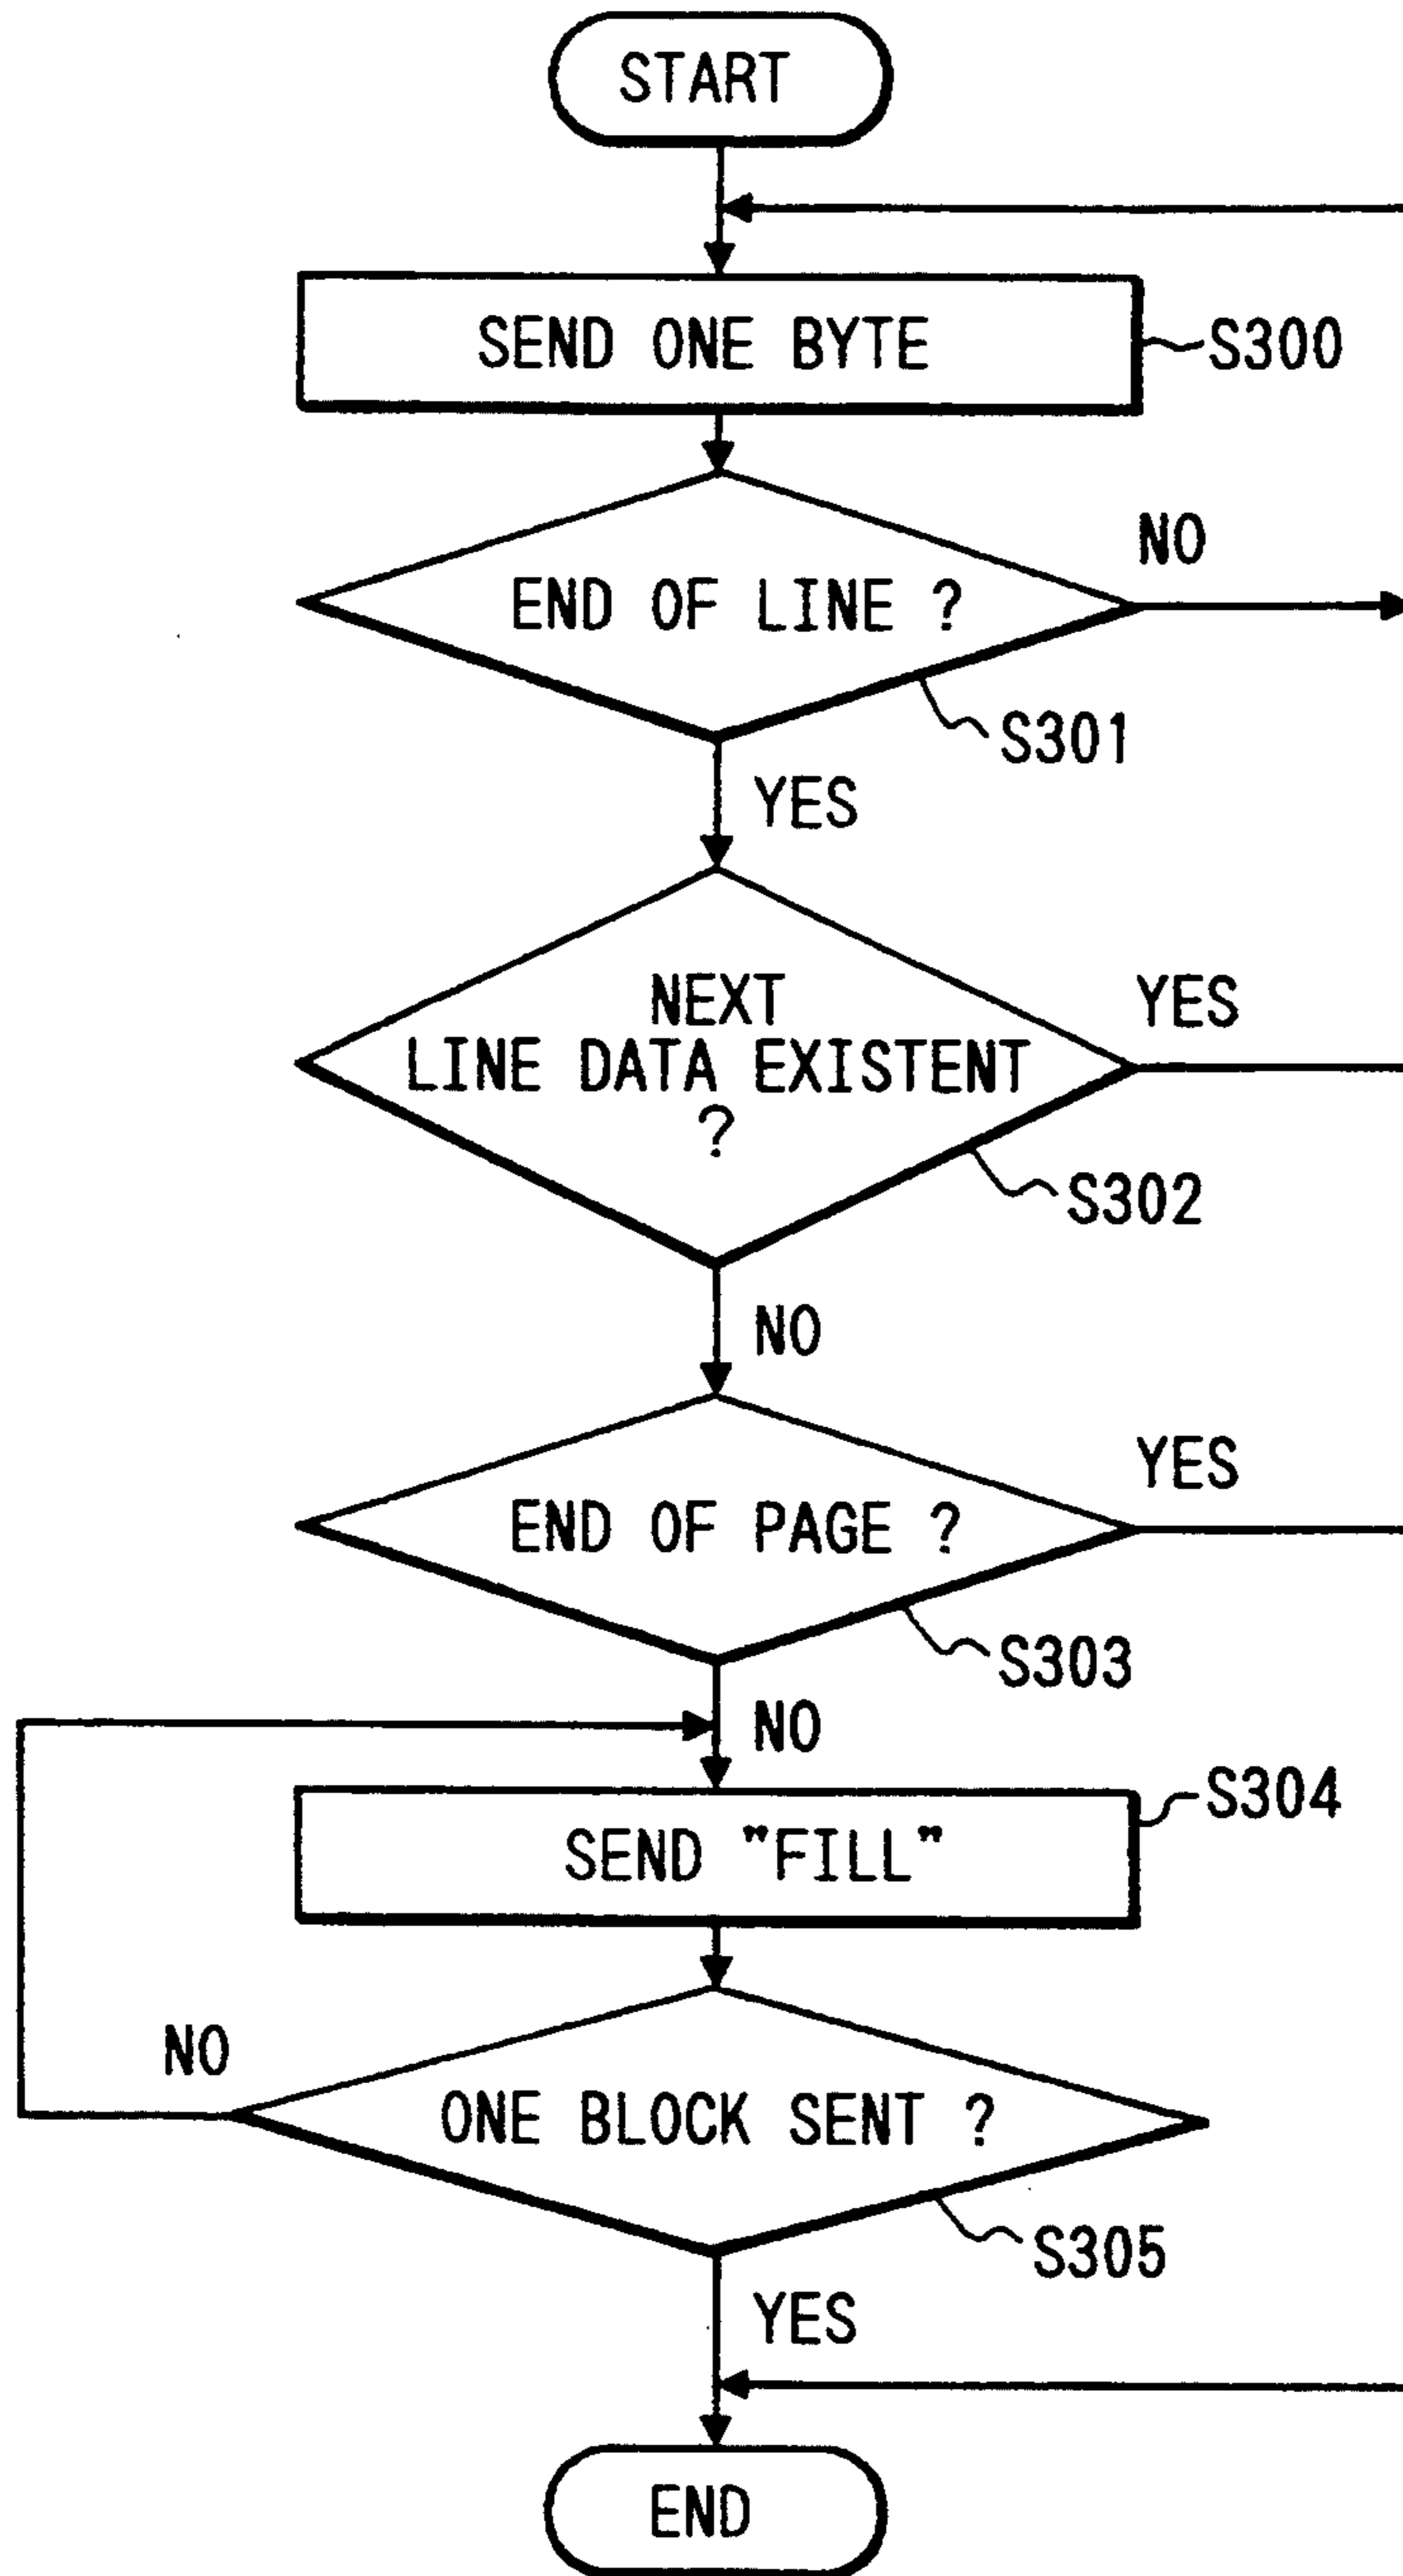 START
SEND ONE BYTE
S300
NO
END OF LINE ?
S301
YES
NEXT
YES
LINE DATA EXISTENT
?
S302
NO
YES
END OF PAGE ?
S303
NO
S304
SEND "FILL"
NO
ONE BLOCK SENT ?
S305
YES
END